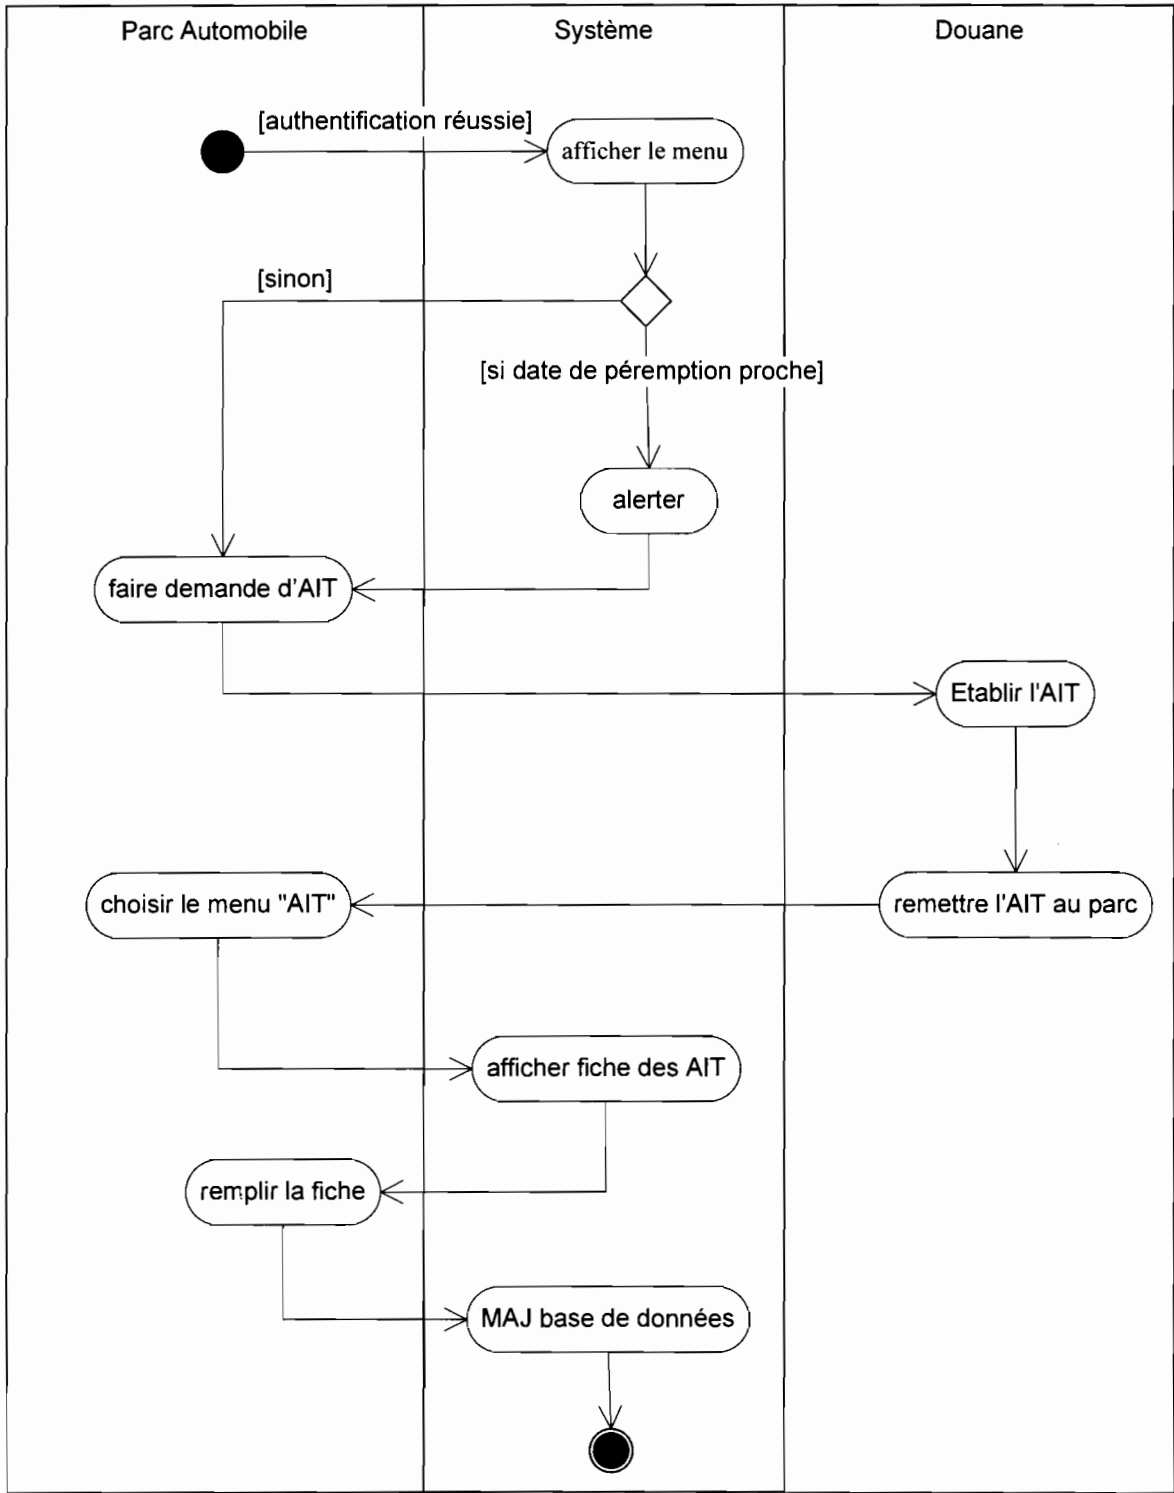 Parc Automobile
Système
Douane
[authentification réussie]
afficher le menu
[sinon]
[si date de péremption proche]
alerter
faire demande d'AIT
Etablir l'AIT
choisir le menu "AIT"
remettre l'AIT au parc
afficher fiche des AIT
remplir la fiche
MAJ base de données